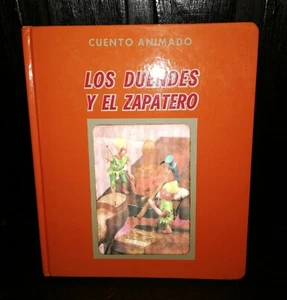 CUENTO ANIMADO
LOS DUENDES
Y EL ZAPATERO